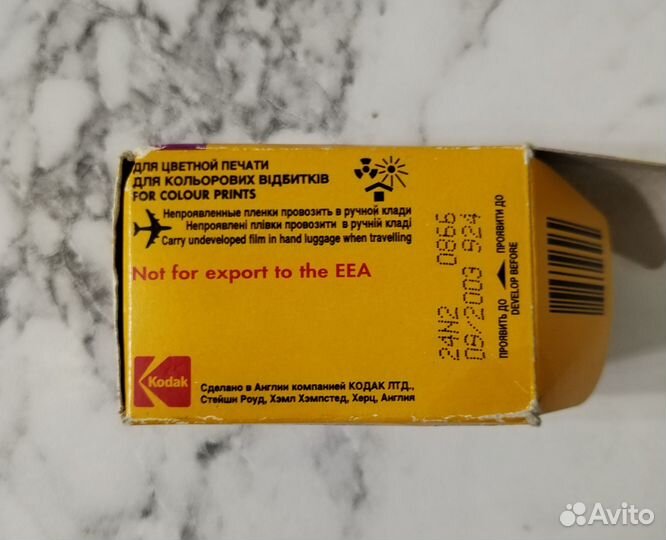 ДЛЯ ЦВЕТНОЙ ПЕЧАТИ
ДЛЯ КОЛЬОРОВИХ ВІДБИТКІВ
FOR COLOUR PRINTS
Непроявленные пленки провозить в ручной клади
Непроявлені плівки провозити в ручній кладі
Carry undeveloped film in hand luggage when travelling
Not for export to the EEA
Kodak
Сделано в Англии компанией КОДАК ЛТД.,
Стейшн Роуд, Хэмл Хэмпстед, Херц, Англия
24N2 0866
09/2003 924
ПРОЯВИТЬ ДО ПРОЯВИТИ ДО
DEVELOP BEFORE
Avito